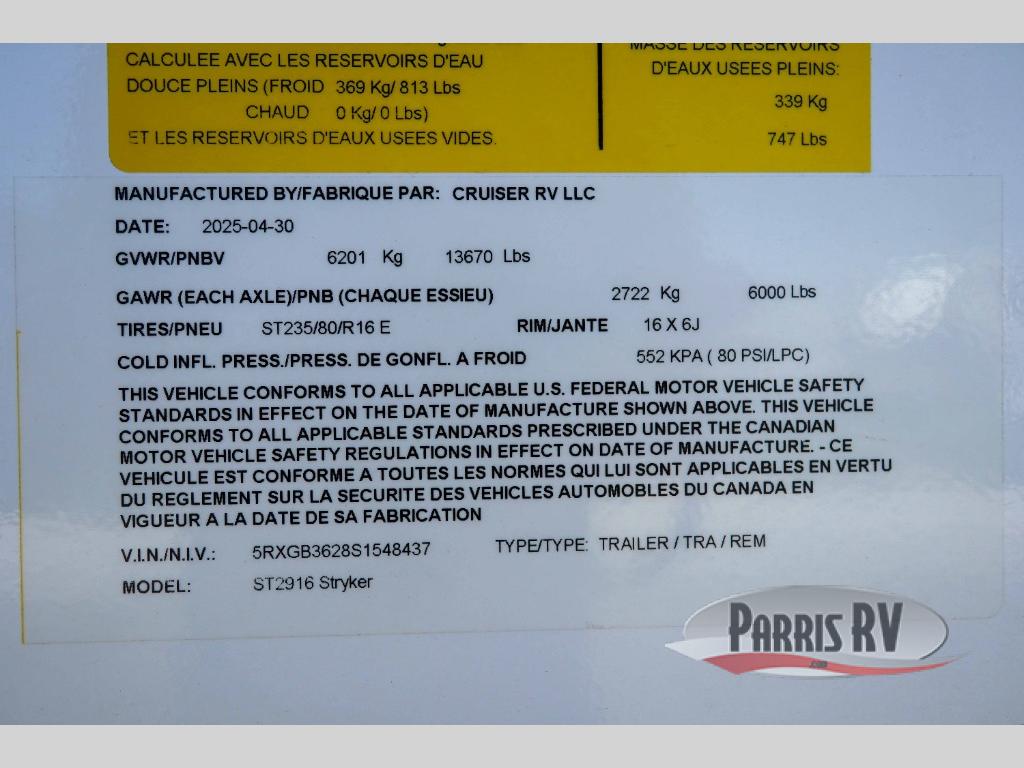 CALCULEE AVEC LES RESERVOIRS D'EAU
DOUCE PLEINS (FROID 369 Kg/ 813 Lbs
CHAUD 0 Kg/ 0 Lbs)
ET LES RESERVOIRS D'EAUX USEES VIDES.
MASSE DES RESERVOIRS
D'EAUX USEES PLEINS:
339 Kg
747 Lbs
MANUFACTURED BY/FABRIQUE PAR: CRUISER RV LLC
DATE: 2025-04-30
GVWR/PNBV 6201 Kg 13670 Lbs
GAWR (EACH AXLE)/PNB (CHAQUE ESSIEU) 2722 Kg 6000 Lbs
TIRES/PNEU ST235/80/R16 E RIM/JANTE 16 X 6J
COLD INFL. PRESS./PRESS. DE GONFL. A FROID 552 KPA ( 80 PSI/LPC)
THIS VEHICLE CONFORMS TO ALL APPLICABLE U.S. FEDERAL MOTOR VEHICLE SAFETY
STANDARDS IN EFFECT ON THE DATE OF MANUFACTURE SHOWN ABOVE. THIS VEHICLE
CONFORMS TO ALL APPLICABLE STANDARDS PRESCRIBED UNDER THE CANADIAN
MOTOR VEHICLE SAFETY REGULATIONS IN EFFECT ON DATE OF MANUFACTURE. - CE
VEHICULE EST CONFORME A TOUTES LES NORMES QUI LUI SONT APPLICABLES EN VERTU
DU REGLEMENT SUR LA SECURITE DES VEHICLES AUTOMOBLES DU CANADA EN
VIGUEUR A LA DATE DE SA FABRICATION
V.I.N./N.I.V.: 5RXGB3628S1548437 TYPE/TYPE: TRAILER / TRA / REM
MODEL: ST2916 Stryker
PARRIS RV
.com